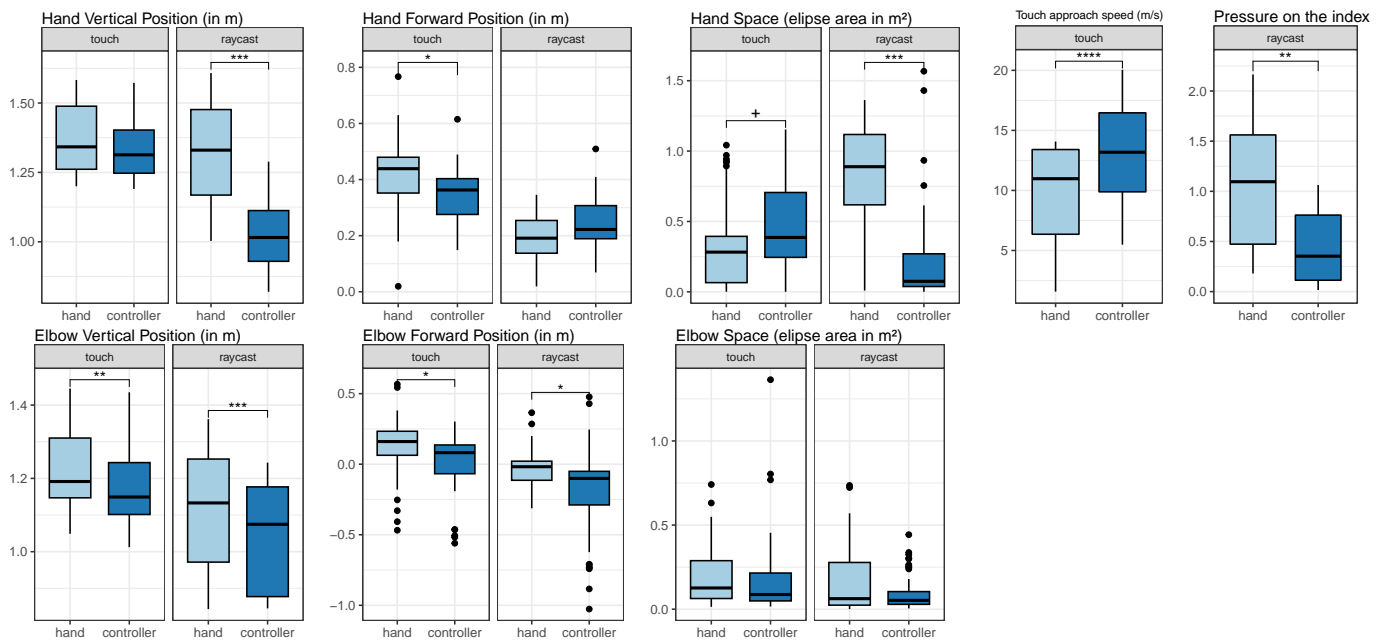 Hand Vertical Position (in m)
touch
raycast
***
1.50
1.25
1.00
hand
controller
hand
controller
Hand Forward Position (in m)
touch
raycast
*
0.8
0.6
0.4
0.2
0.0
hand
controller
hand
controller
Hand Space (elipse area in m²)
touch
raycast
+
***
1.5
1.0
0.5
0.0
hand
controller
hand
controller
Touch approach speed (m/s)
touch
****
20
15
10
5
hand
controller
Pressure on the index
raycast
**
2.0
1.5
1.0
0.5
0.0
hand
controller
Elbow Vertical Position (in m)
touch
raycast
**
***
1.4
1.2
1.0
hand
controller
hand
controller
Elbow Forward Position (in m)
touch
raycast
*
*
0.5
0.0
−0.5
−1.0
hand
controller
hand
controller
Elbow Space (elipse area in m²)
touch
raycast
1.0
0.5
0.0
hand
controller
hand
controller